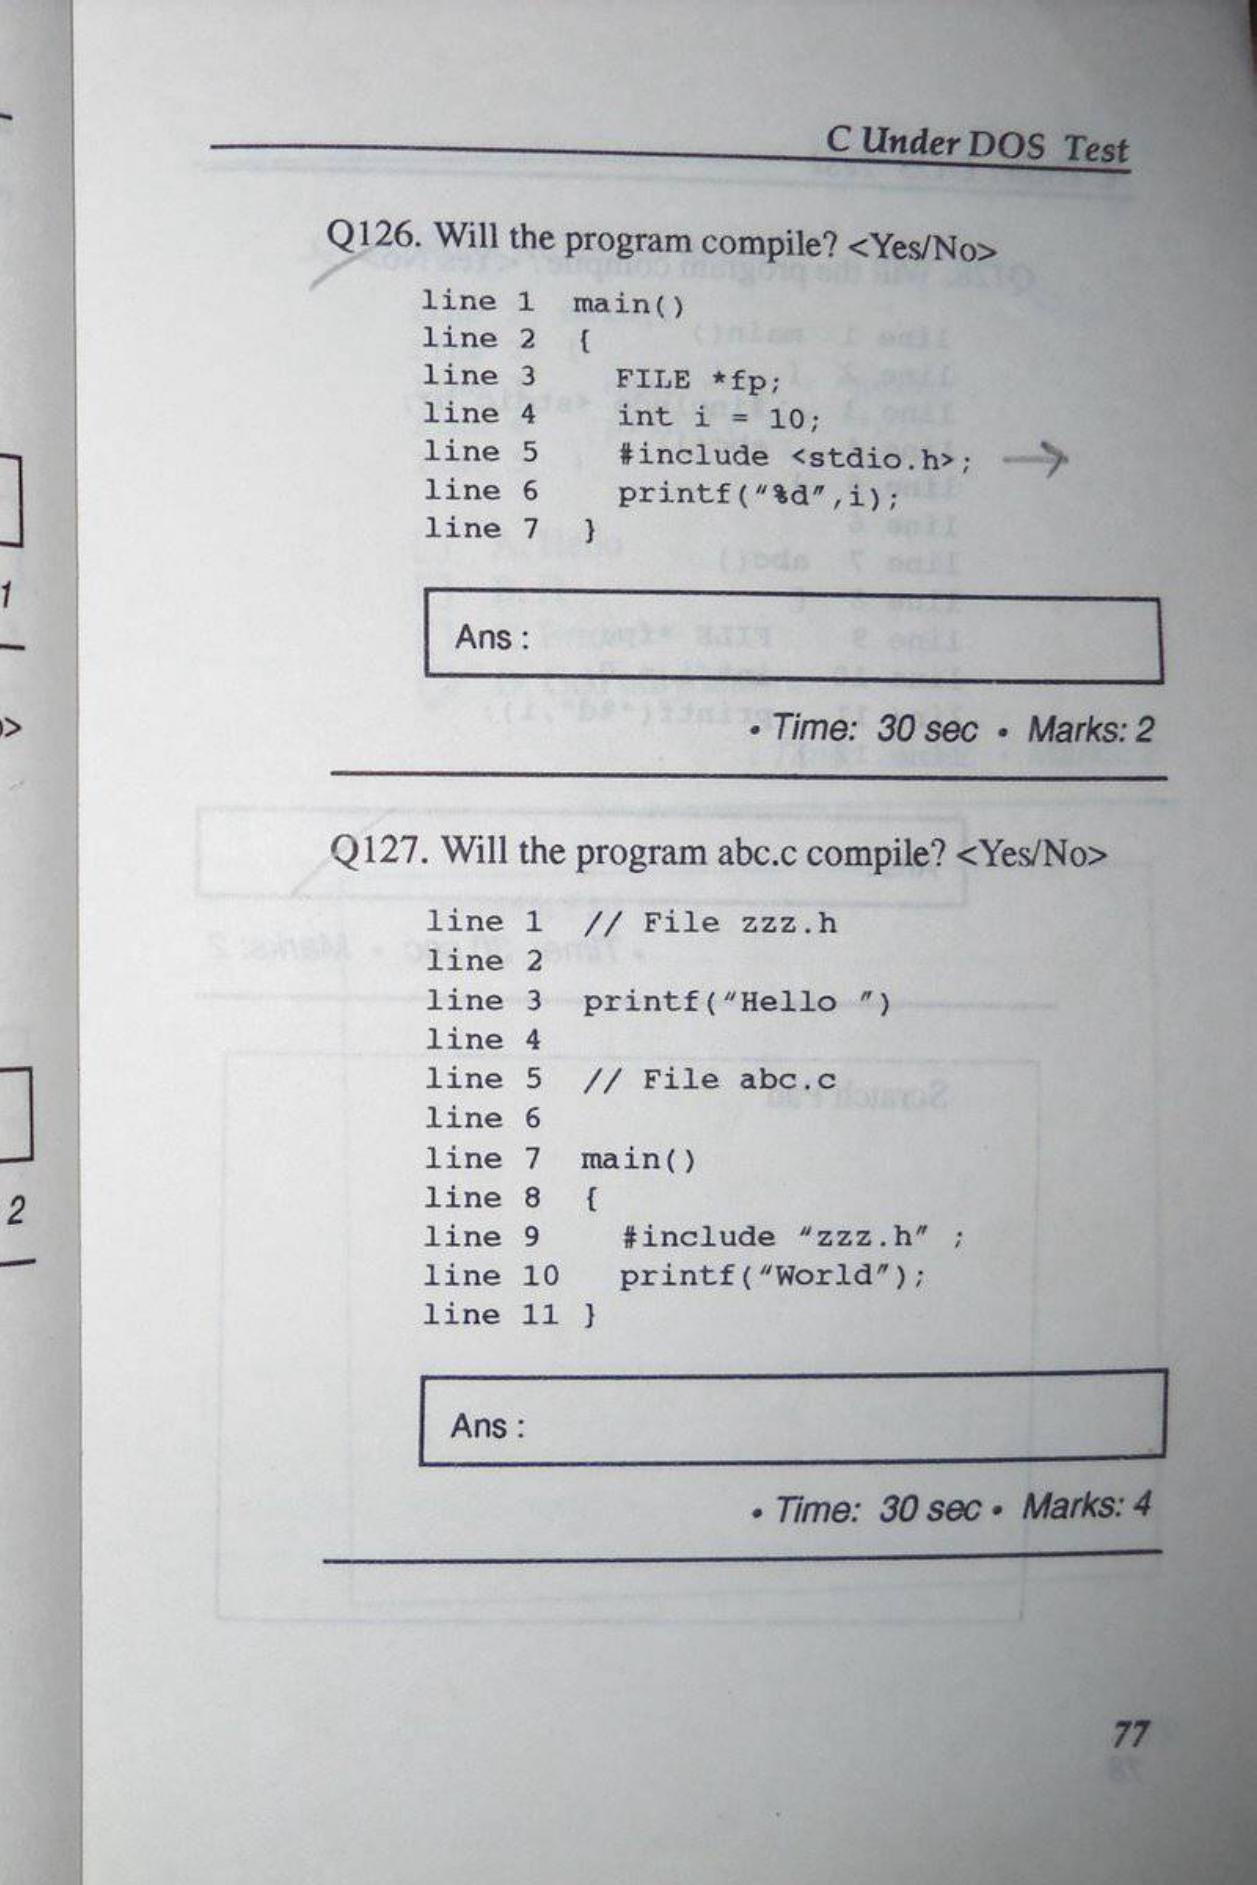 C Under DOS Test
Q126. Will the program compile? <Yes/No>
line 1 main()
line 2 {
line 3 FILE *fp;
line 4 int i = 10;
line 5 #include <stdio.h>;
line 6 printf("%d",i);
line 7 }
Ans :
• Time: 30 sec • Marks: 2
Q127. Will the program abc.c compile? <Yes/No>
line 1 // File zzz.h
line 2
line 3 printf("Hello ")
line 4
line 5 // File abc.c
line 6
line 7 main()
line 8 {
line 9 #include "zzz.h" ;
line 10 printf("World");
line 11 }
Ans :
• Time: 30 sec • Marks: 4
77
1
>
2